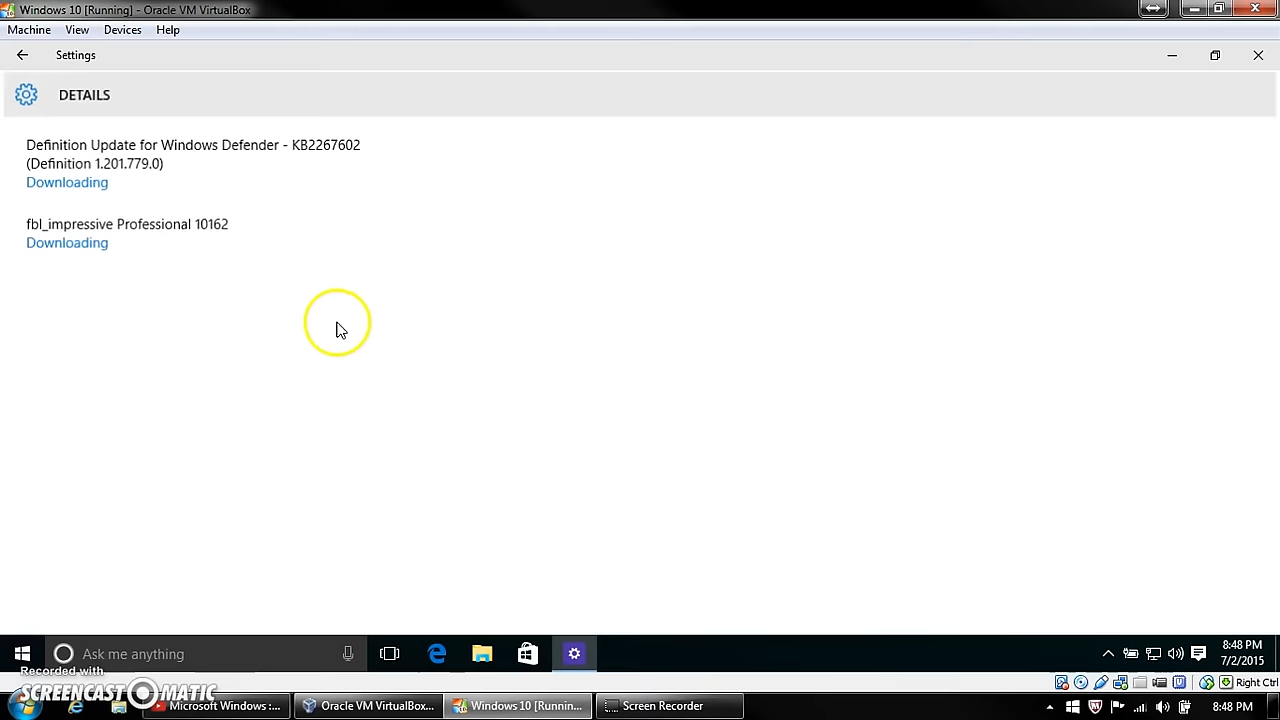 Windows 10 [Running] - Oracle VM VirtualBox
Machine View Devices Help
Settings
DETAILS
Definition Update for Windows Defender - KB2267602
(Definition 1.201.779.0)
Downloading
fbl_impressive Professional 10162
Downloading
Ask me anything
8:48 PM
7/2/2015
Recorded with
SCREENCAST-O-MATIC
Right Ctrl
Microsoft Windows :...
Oracle VM VirtualBox...
Windows 10 [Runnin...
Screen Recorder
8:48 PM